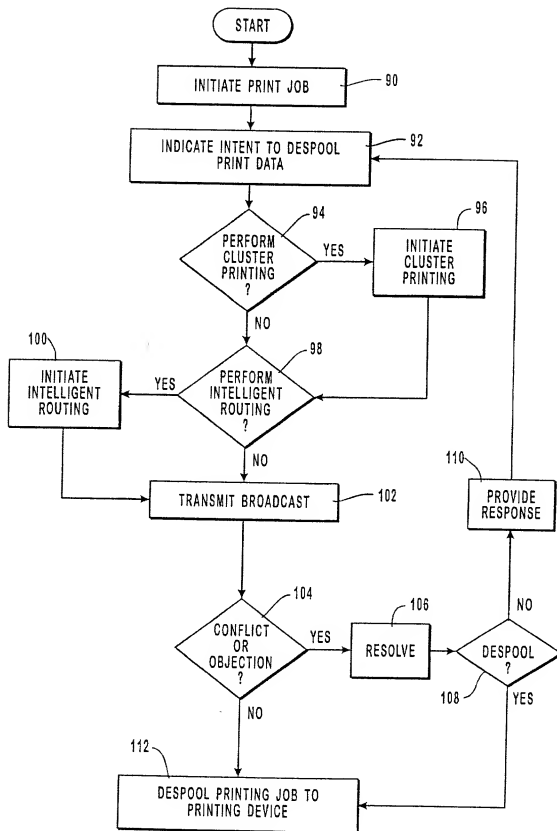 START
INITIATE PRINT JOB
90
INDICATE INTENT TO DESPOOL
PRINT DATA
92
94
PERFORM
CLUSTER
PRINTING
?
YES
96
INITIATE
CLUSTER
PRINTING
NO
98
100
INITIATE
INTELLIGENT
ROUTING
YES
PERFORM
INTELLIGENT
ROUTING
?
NO
TRANSMIT BROADCAST
102
110
PROVIDE
RESPONSE
NO
104
CONFLICT
OR
OBJECTION
?
YES
106
RESOLVE
DESPOOL
?
108
YES
NO
112
DESPOOL PRINTING JOB TO
PRINTING DEVICE